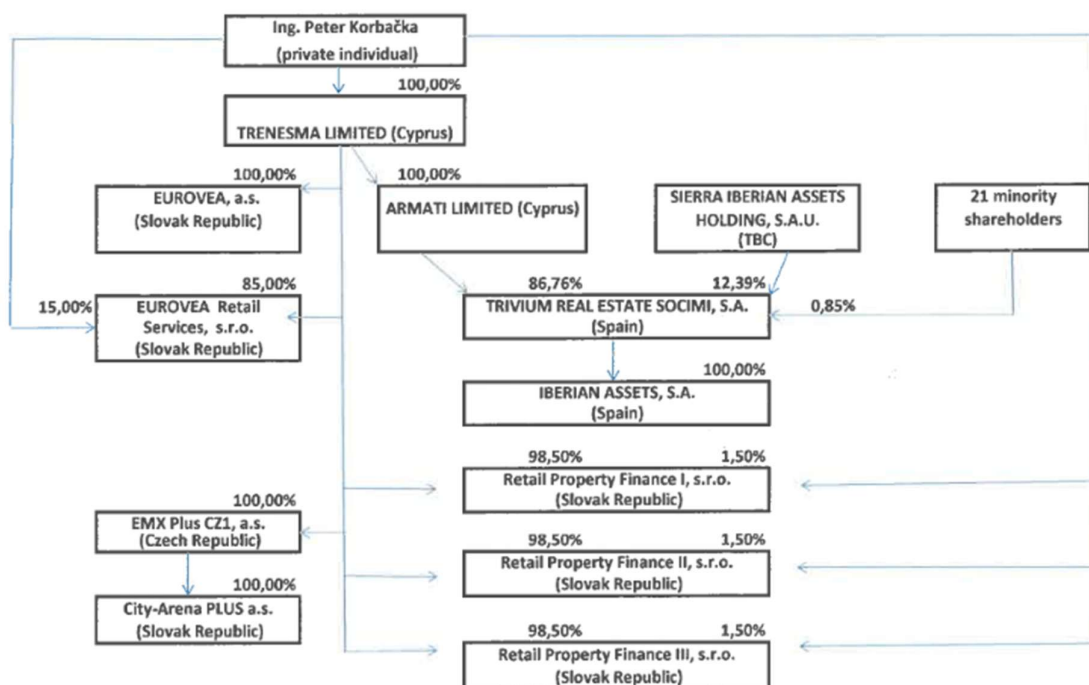 Ing. Peter Korbačka
(private individual)
100,00%
TRENESMA LIMITED (Cyprus)
100,00%
EUROVEA, a.s.
(Slovak Republic)
100,00%
ARMATI LIMITED (Cyprus)
SIERRA IBERIAN ASSETS
HOLDING, S.A.U.
(TBC)
21 minority
shareholders
15,00%
85,00%
EUROVEA Retail
Services, s.r.o.
(Slovak Republic)
86,76%
12,39%
0,85%
TRIVIUM REAL ESTATE SOCIMI, S.A.
(Spain)
100,00%
IBERIAN ASSETS, S.A.
(Spain)
98,50%
1,50%
Retail Property Finance I, s.r.o.
(Slovak Republic)
100,00%
EMX Plus CZ1, a.s.
(Czech Republic)
98,50%
1,50%
Retail Property Finance II, s.r.o.
(Slovak Republic)
100,00%
City-Arena PLUS a.s.
(Slovak Republic)
98,50%
1,50%
Retail Property Finance III, s.r.o.
(Slovak Republic)